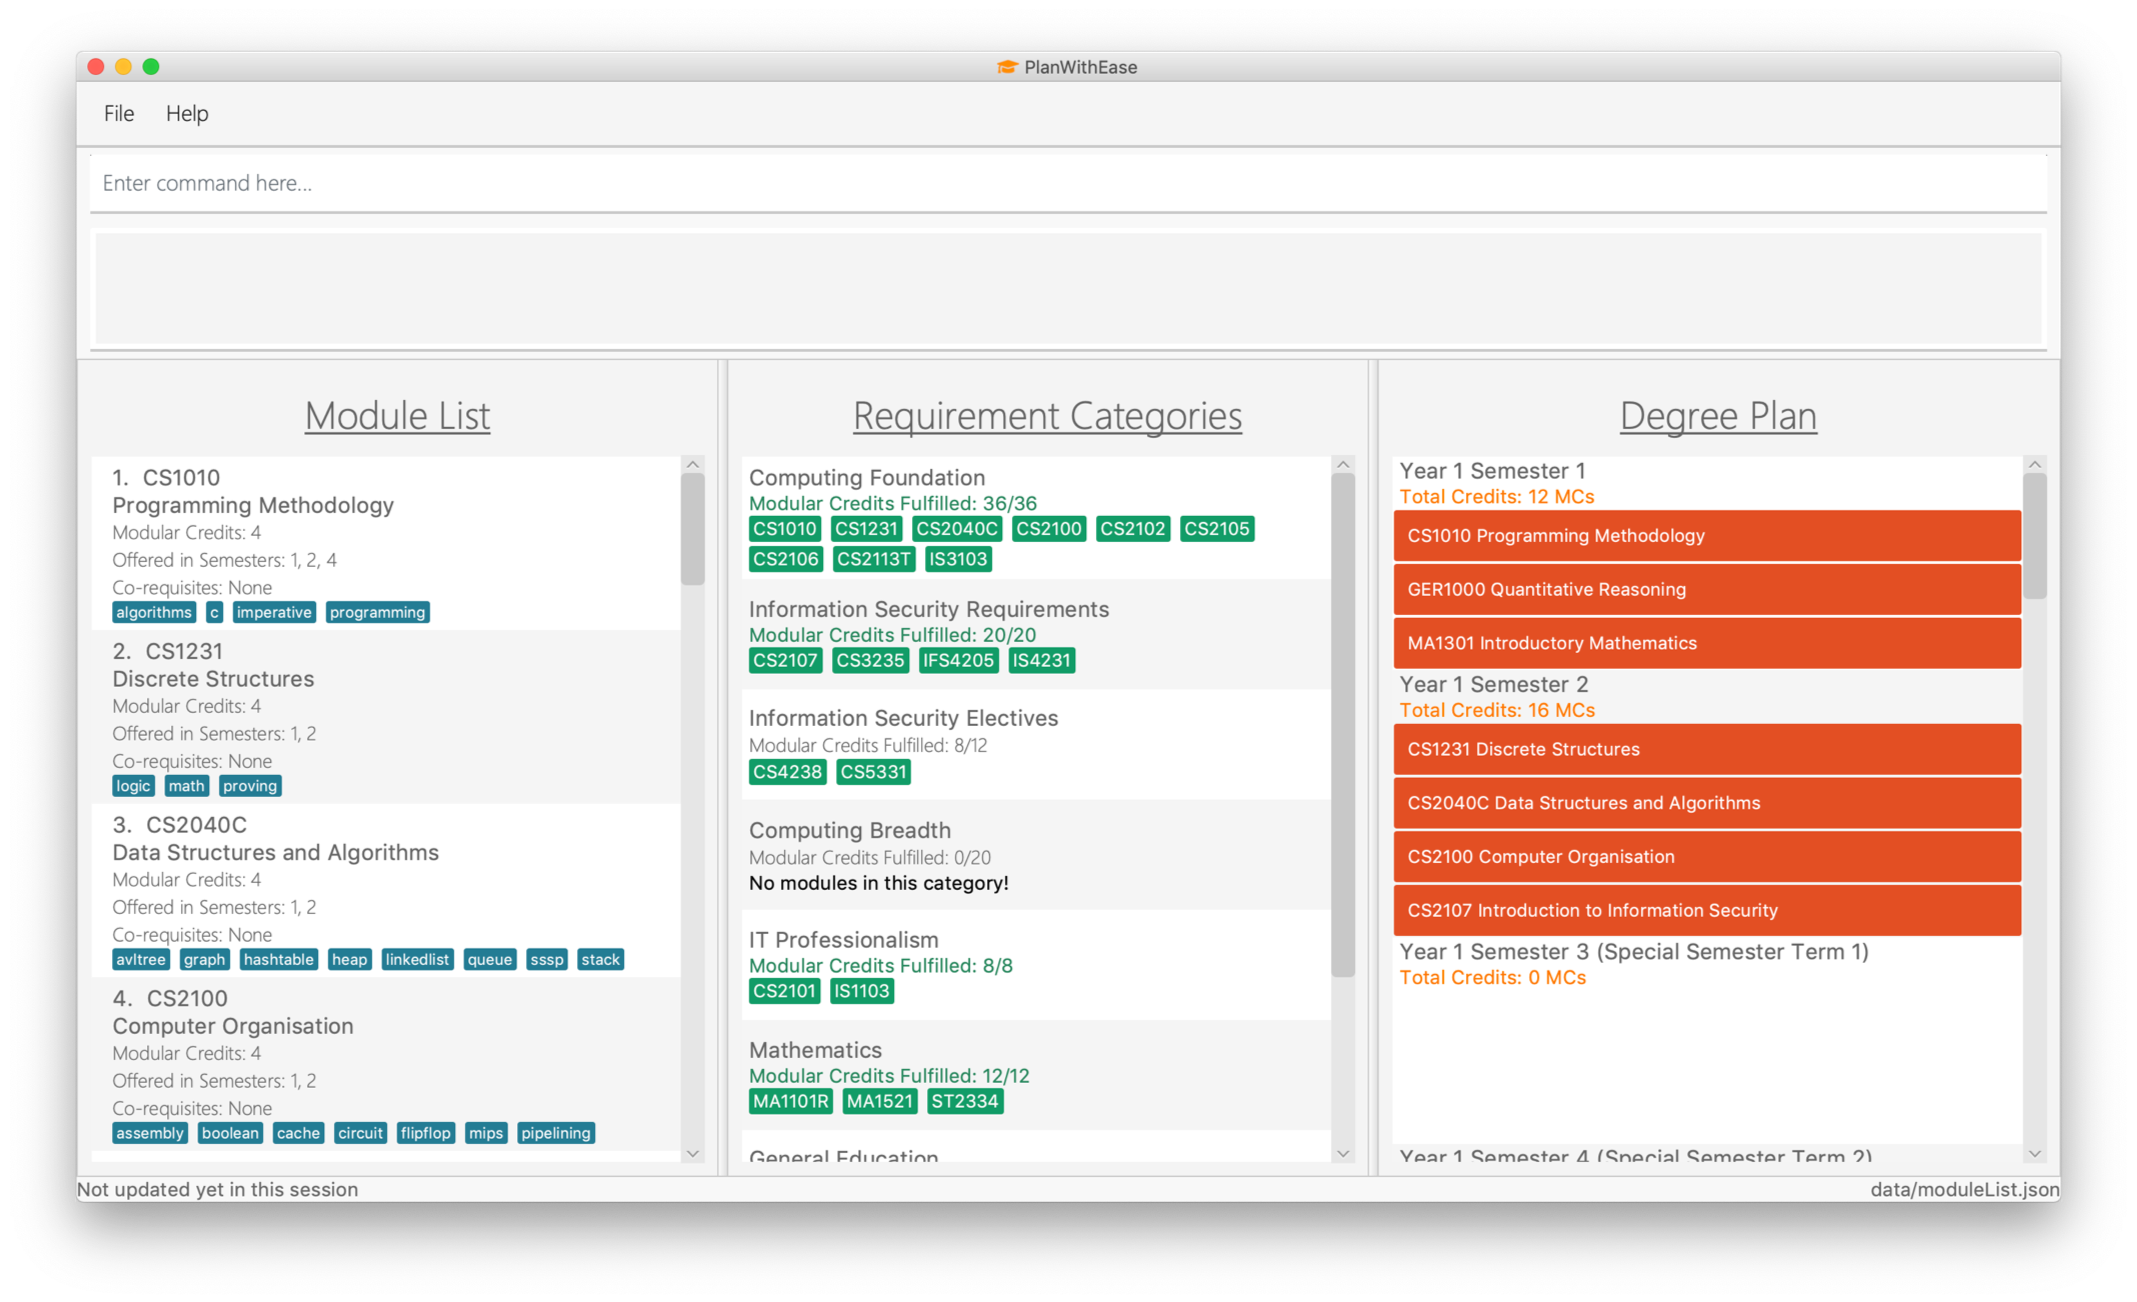 PlanWithEase
File Help
Enter command here...
Module List
1. CS1010
Programming Methodology
Modular Credits: 4
Offered in Semesters: 1, 2, 4
Co-requisites: None
algorithms c imperative programming
2. CS1231
Discrete Structures
Modular Credits: 4
Offered in Semesters: 1, 2
Co-requisites: None
logic math proving
3. CS2040C
Data Structures and Algorithms
Modular Credits: 4
Offered in Semesters: 1, 2
Co-requisites: None
avltree graph hashtable heap linkedlist queue sssp stack
4. CS2100
Computer Organisation
Modular Credits: 4
Offered in Semesters: 1, 2
Co-requisites: None
assembly boolean cache circuit flipflop mips pipelining
Requirement Categories
Computing Foundation
Modular Credits Fulfilled: 36/36
CS1010 CS1231 CS2040C CS2100 CS2102 CS2105
CS2106 CS2113T IS3103
Information Security Requirements
Modular Credits Fulfilled: 20/20
CS2107 CS3235 IFS4205 IS4231
Information Security Electives
Modular Credits Fulfilled: 8/12
CS4238 CS5331
Computing Breadth
Modular Credits Fulfilled: 0/20
No modules in this category!
IT Professionalism
Modular Credits Fulfilled: 8/8
CS2101 IS1103
Mathematics
Modular Credits Fulfilled: 12/12
MA1101R MA1521 ST2334
General Education
Degree Plan
Year 1 Semester 1
Total Credits: 12 MCs
CS1010 Programming Methodology
GER1000 Quantitative Reasoning
MA1301 Introductory Mathematics
Year 1 Semester 2
Total Credits: 16 MCs
CS1231 Discrete Structures
CS2040C Data Structures and Algorithms
CS2100 Computer Organisation
CS2107 Introduction to Information Security
Year 1 Semester 3 (Special Semester Term 1)
Total Credits: 0 MCs
Year 1 Semester 4 (Special Semester Term 2)
Not updated yet in this session
data/moduleList.json